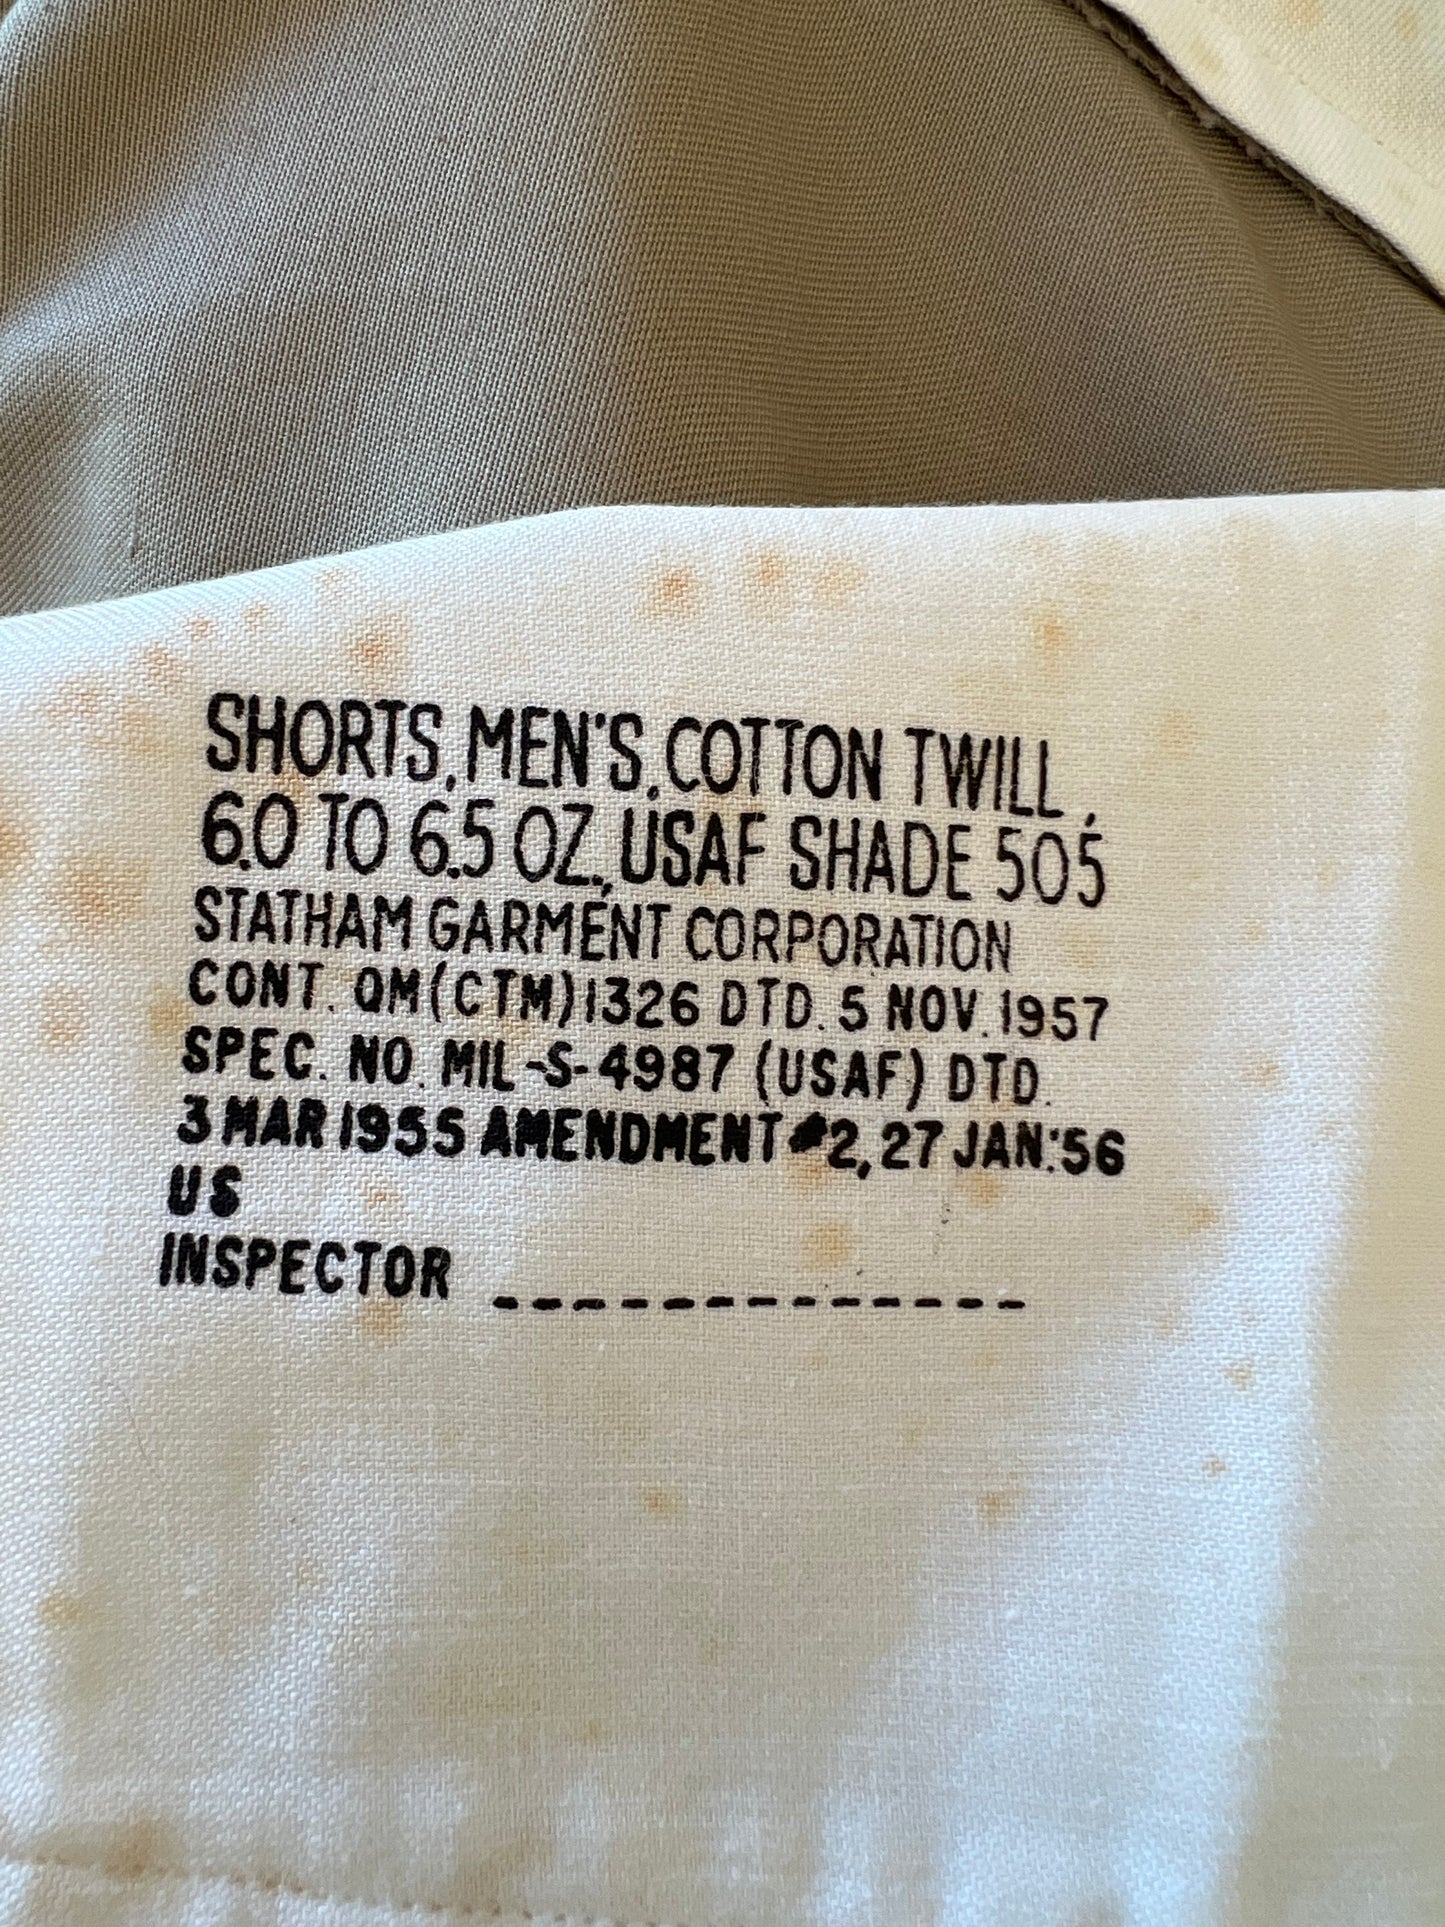 SHORTS, MEN'S, COTTON TWILL,
6.0 TO 6.5 OZ., USAF SHADE 505
STATHAM GARMENT CORPORATION
CONT. QM(CTM)1326 DTD. 5 NOV. 1957
SPEC. NO. MIL-S-4987 (USAF) DTD.
3 MAR 1955 AMENDMENT #2, 27 JAN.'56
US
INSPECTOR _ _ _ _ _ _ _ _ _ _ _ _ _